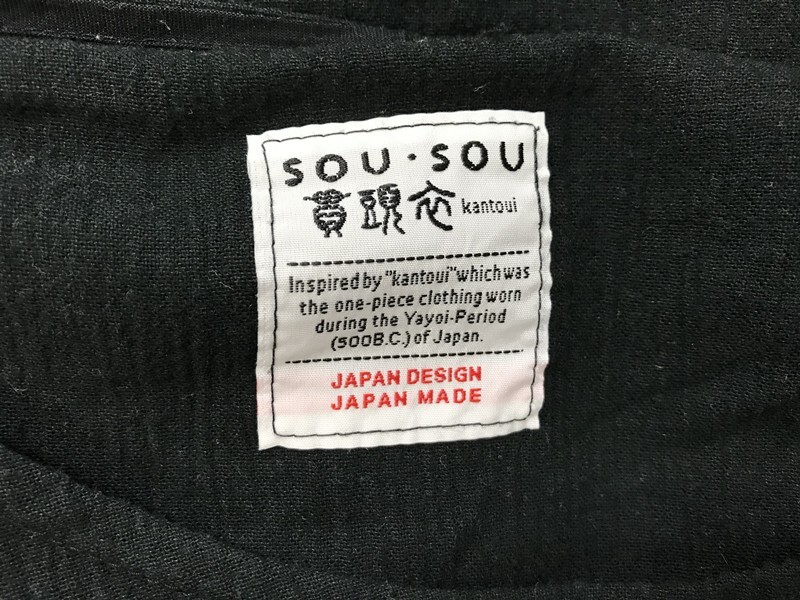 SOU・SOU
貫頭衣 kantoui
Inspired by "kantoui" which was
the one-piece clothing worn
during the Yayoi-Period
(500B.C.) of Japan.
JAPAN DESIGN
JAPAN MADE